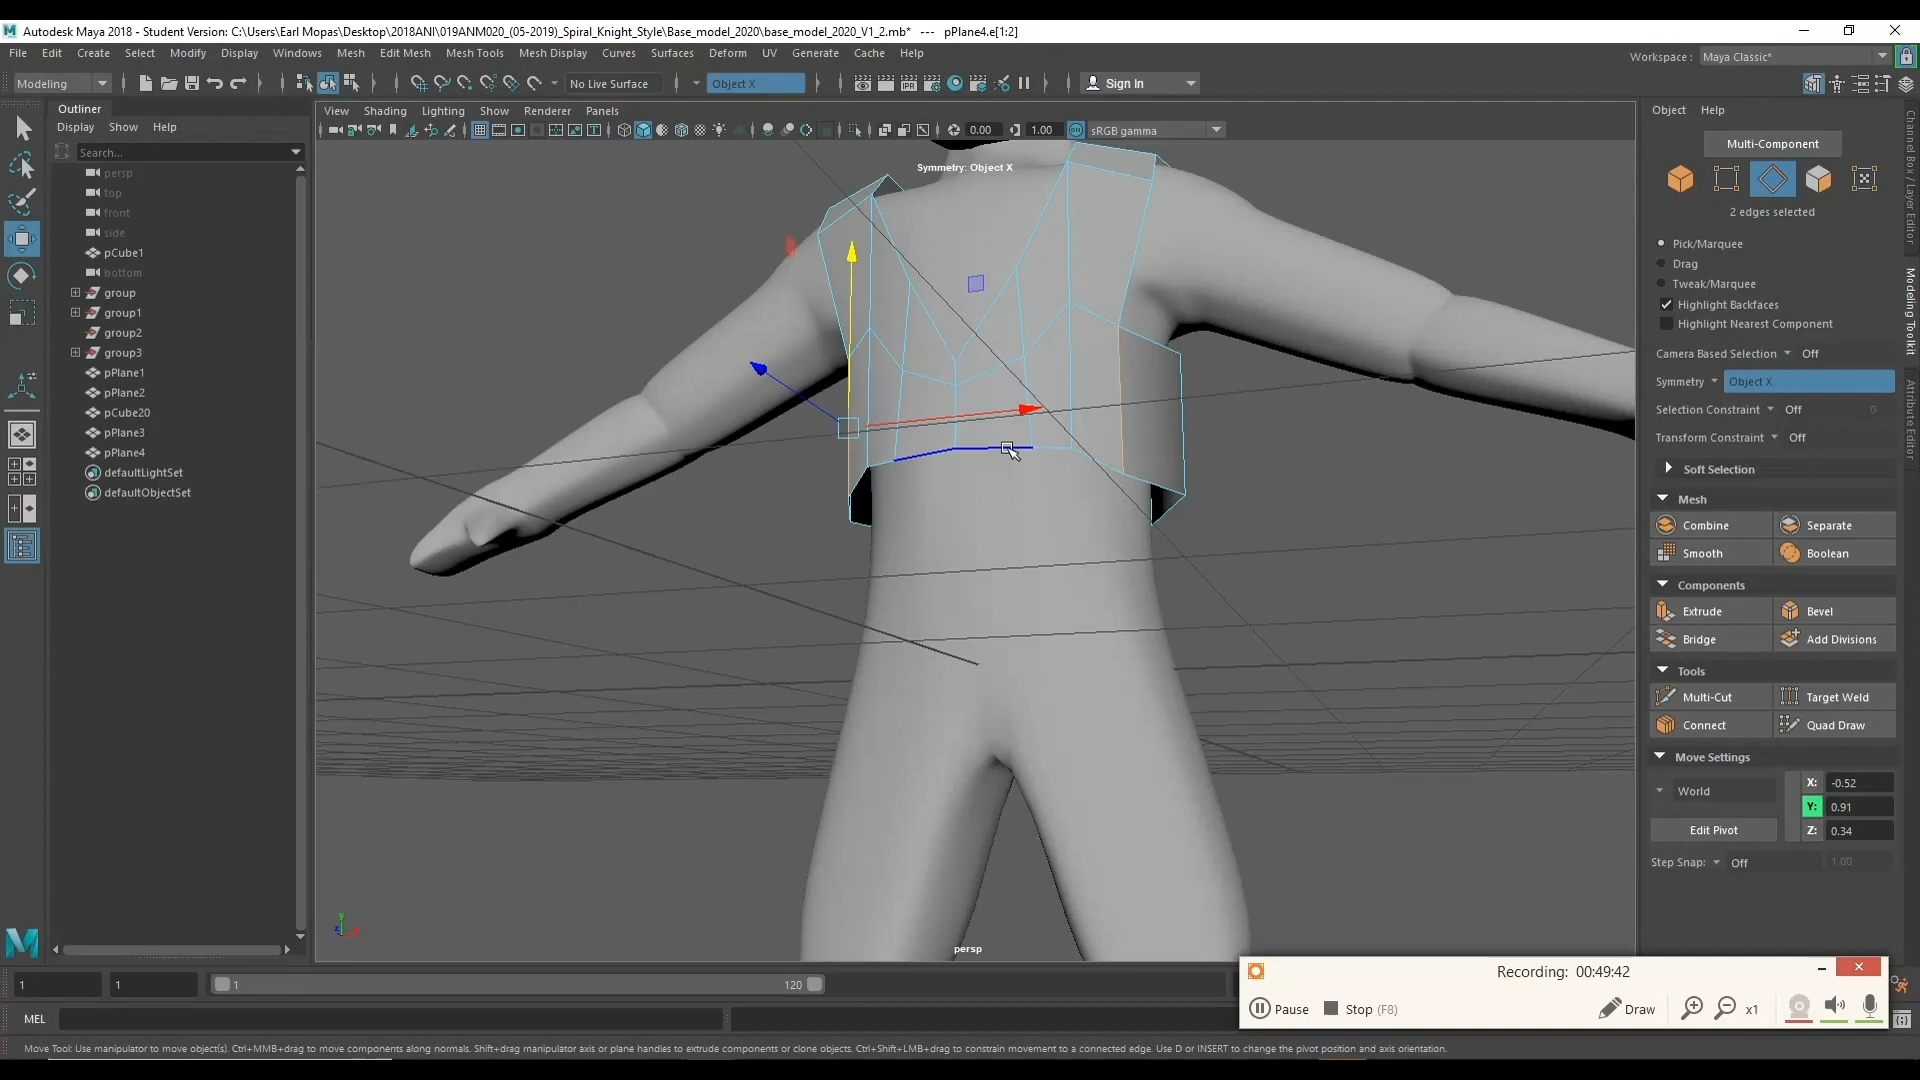 Autodesk Maya 2018 - Student Version: C:\Users\Earl Mopas\Desktop\2018ANI\019ANM020_(05-2019)_Spiral_Knight_Style\Base_model_2020\base_model_2020_V1_2.mb* --- pPlane4.e[1:2]
File Edit Create Select Modify Display Windows Mesh Edit Mesh Mesh Tools Mesh Display Curves Surfaces Deform UV Generate Cache Help
Workspace : Maya Classic*
Modeling No Live Surface Object X Sign In
Outliner
Display Show Help
Search...
persp
top
front
side
pCube1
bottom
group
group1
group2
group3
pPlane1
pPlane2
pCube20
pPlane3
pPlane4
defaultLightSet
defaultObjectSet
View Shading Lighting Show Renderer Panels
0.00 1.00 sRGB gamma
Symmetry: Object X
persp
y
z
Object Help
Multi-Component
2 edges selected
Pick/Marquee
Drag
Tweak/Marquee
Highlight Backfaces
Highlight Nearest Component
Camera Based Selection Off
Symmetry Object X
Selection Constraint Off 0
Transform Constraint Off
Soft Selection
Mesh
Combine Separate
Smooth Boolean
Components
Extrude Bevel
Bridge Add Divisions
Tools
Multi-Cut Target Weld
Connect Quad Draw
Move Settings
World
X: -0.52
Y: 0.91
Edit Pivot
Z: 0.34
Step Snap: Off 1.00
Channel Box / Layer Editor
Modeling Toolkit
Attribute Editor
1 1 1 120
MEL
Recording: 00:49:42
Pause Stop (F8) Draw x1
Move Tool: Use manipulator to move object(s). Ctrl+MMB+drag to move components along normals. Shift+drag manipulator axis or plane handles to extrude components or clone objects. Ctrl+Shift+LMB+drag to constrain movement to a connected edge. Use D or INSERT to change the pivot position and axis orientation.